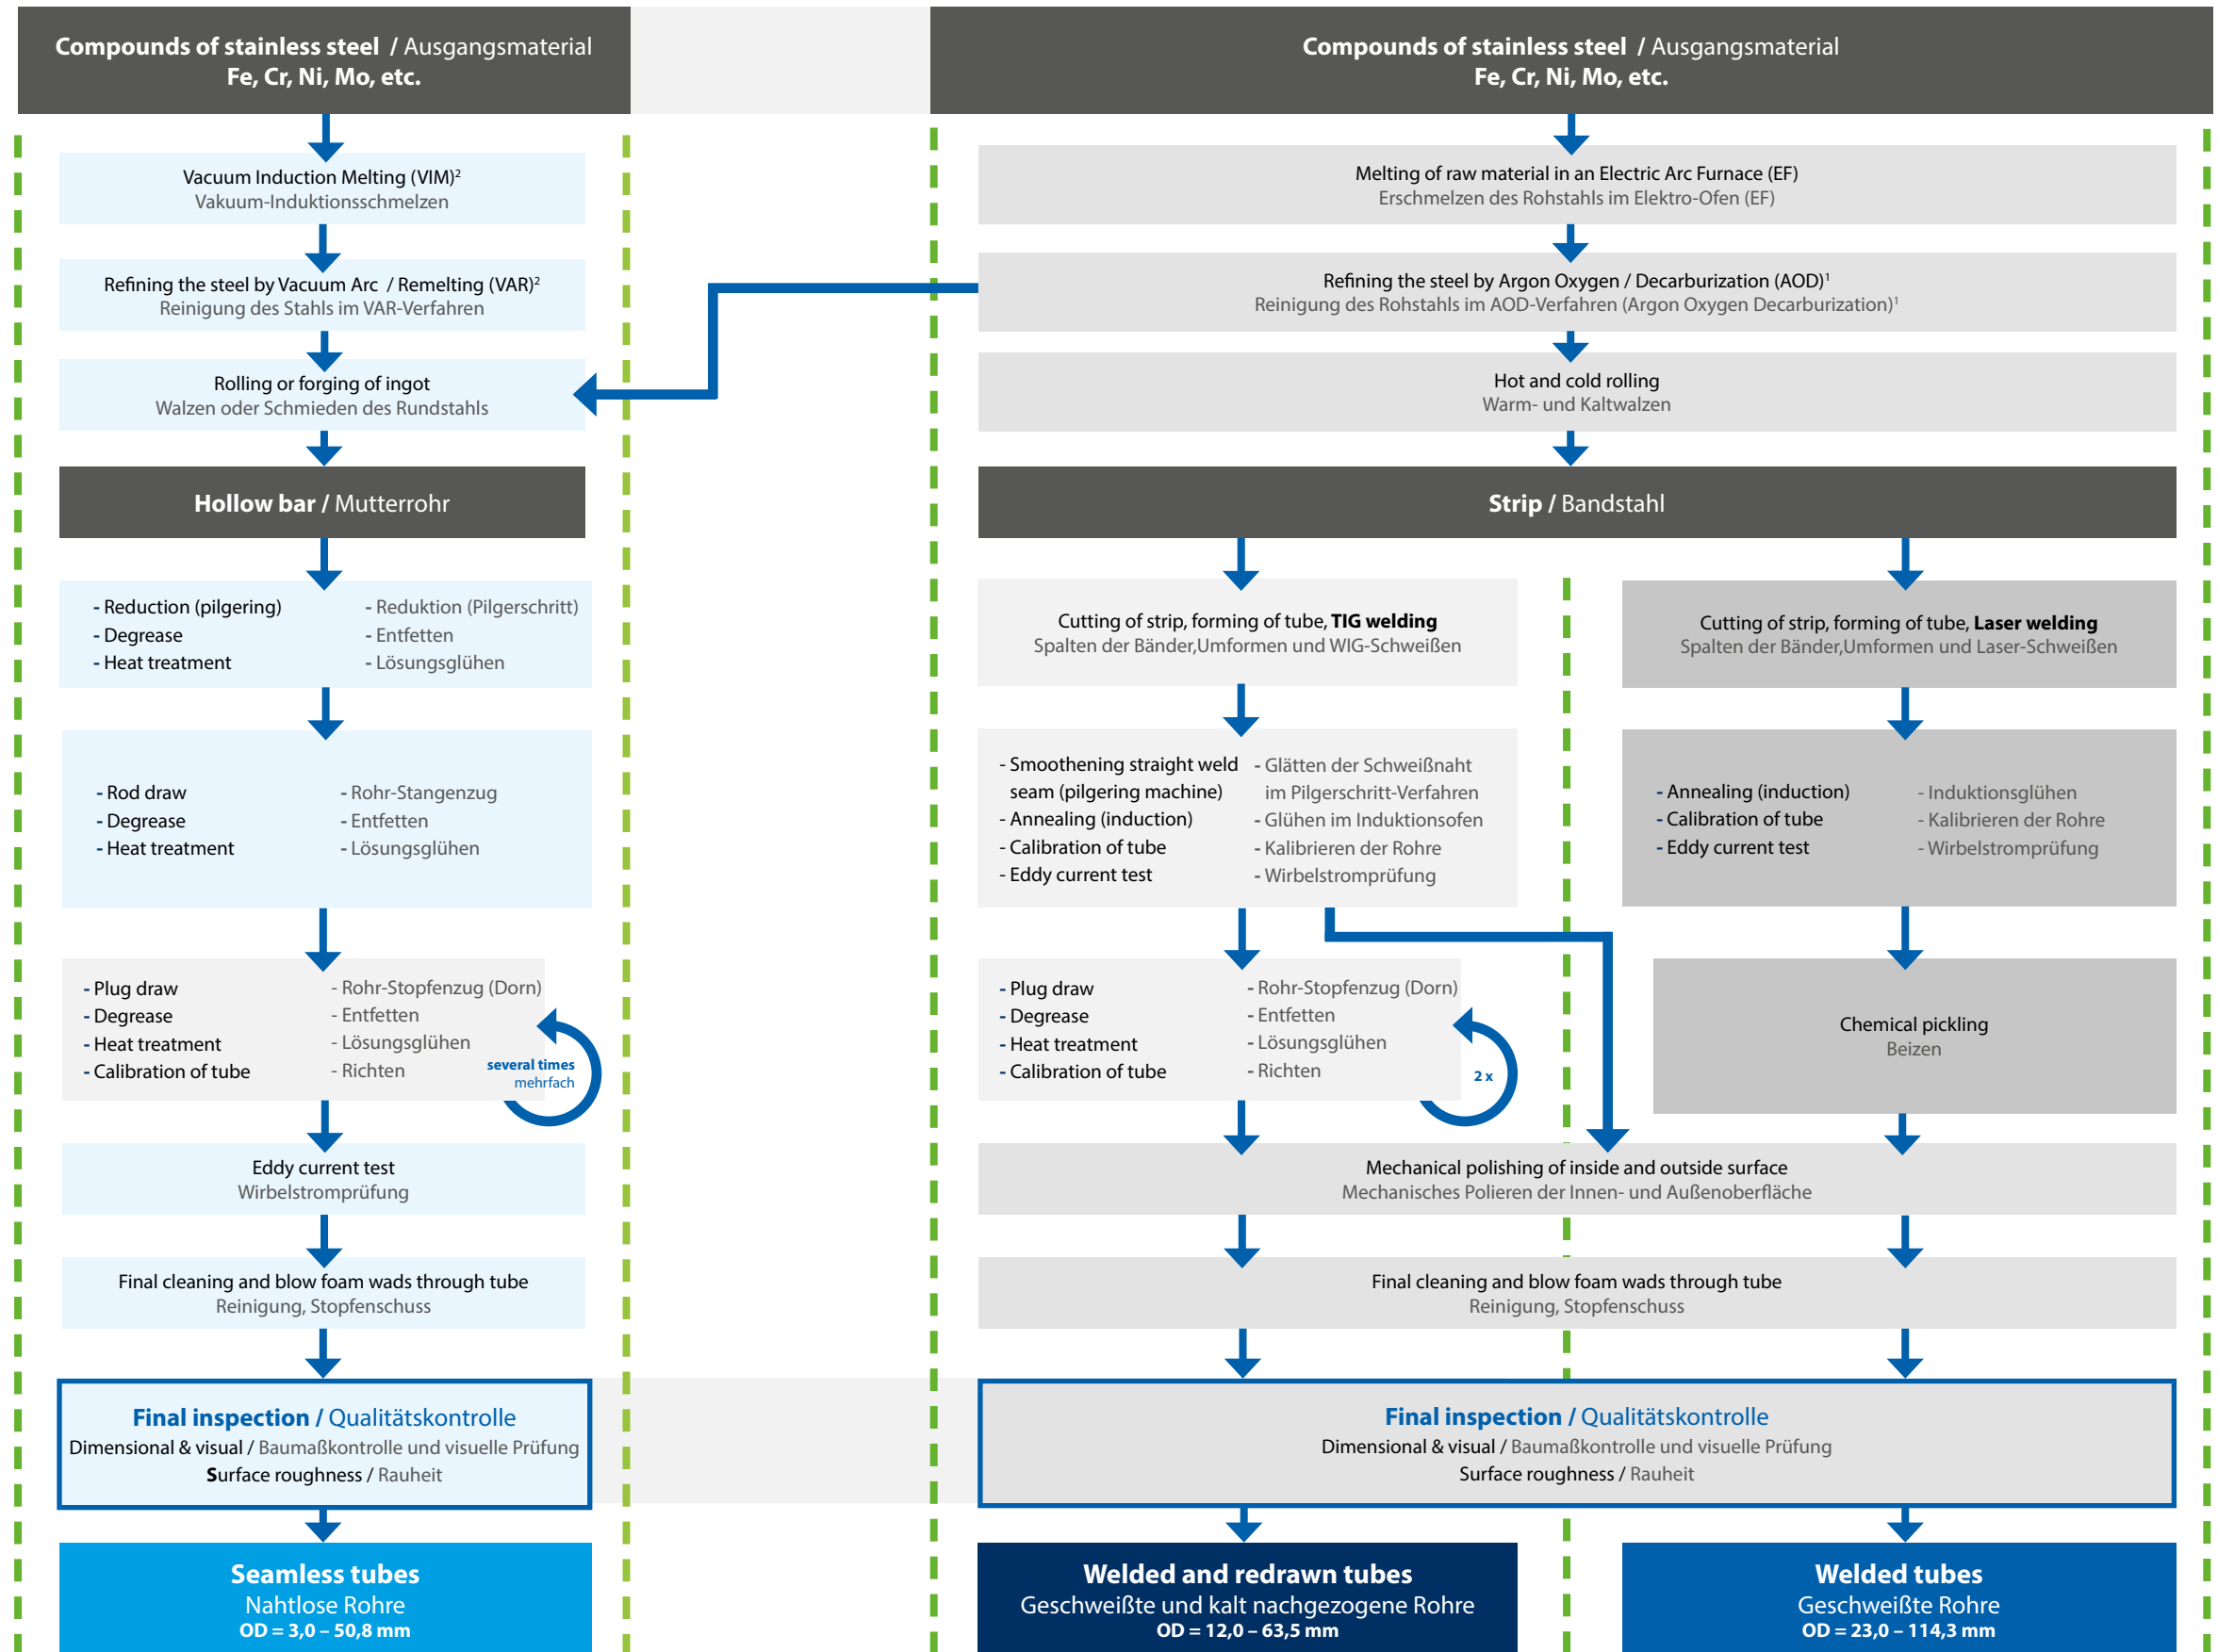 Compounds of stainless steel / Ausgangsmaterial
Fe, Cr, Ni, Mo, etc.
Vacuum Induction Melting (VIM)²
Vakuum-Induktionsschmelzen
Refining the steel by Vacuum Arc / Remelting (VAR)²
Reinigung des Stahls im VAR-Verfahren
Rolling or forging of ingot
Walzen oder Schmieden des Rundstahls
Hollow bar / Mutterrohr
- Reduction (pilgering)
- Degrease
- Heat treatment
- Reduktion (Pilgerschritt)
- Entfetten
- Lösungsglühen
- Rod draw
- Degrease
- Heat treatment
- Rohr-Stangenzug
- Entfetten
- Lösungsglühen
- Plug draw
- Degrease
- Heat treatment
- Calibration of tube
- Rohr-Stopfenzug (Dorn)
- Entfetten
- Lösungsglühen
- Richten
several times
mehrfach
Eddy current test
Wirbelstromprüfung
Final cleaning and blow foam wads through tube
Reinigung, Stopfenschuss
Final inspection / Qualitätskontrolle
Dimensional & visual / Baumaßkontrolle und visuelle Prüfung
Surface roughness / Rauheit
Seamless tubes
Nahtlose Rohre
OD = 3,0 – 50,8 mm
Compounds of stainless steel / Ausgangsmaterial
Fe, Cr, Ni, Mo, etc.
Melting of raw material in an Electric Arc Furnace (EF)
Erschmelzen des Rohstahls im Elektro-Ofen (EF)
Refining the steel by Argon Oxygen / Decarburization (AOD)¹
Reinigung des Rohstahls im AOD-Verfahren (Argon Oxygen Decarburization)¹
Hot and cold rolling
Warm- und Kaltwalzen
Strip / Bandstahl
Cutting of strip, forming of tube, TIG welding
Spalten der Bänder,Umformen und WIG-Schweißen
- Smoothening straight weld
seam (pilgering machine)
- Annealing (induction)
- Calibration of tube
- Eddy current test
- Glätten der Schweißnaht
im Pilgerschritt-Verfahren
- Glühen im Induktionsofen
- Kalibrieren der Rohre
- Wirbelstromprüfung
- Plug draw
- Degrease
- Heat treatment
- Calibration of tube
- Rohr-Stopfenzug (Dorn)
- Entfetten
- Lösungsglühen
- Richten
2 x
Cutting of strip, forming of tube, Laser welding
Spalten der Bänder,Umformen und Laser-Schweißen
- Annealing (induction)
- Calibration of tube
- Eddy current test
- Induktionsglühen
- Kalibrieren der Rohre
- Wirbelstromprüfung
Chemical pickling
Beizen
Mechanical polishing of inside and outside surface
Mechanisches Polieren der Innen- und Außenoberfläche
Final cleaning and blow foam wads through tube
Reinigung, Stopfenschuss
Final inspection / Qualitätskontrolle
Dimensional & visual / Baumaßkontrolle und visuelle Prüfung
Surface roughness / Rauheit
Welded and redrawn tubes
Geschweißte und kalt nachgezogene Rohre
OD = 12,0 – 63,5 mm
Welded tubes
Geschweißte Rohre
OD = 23,0 – 114,3 mm